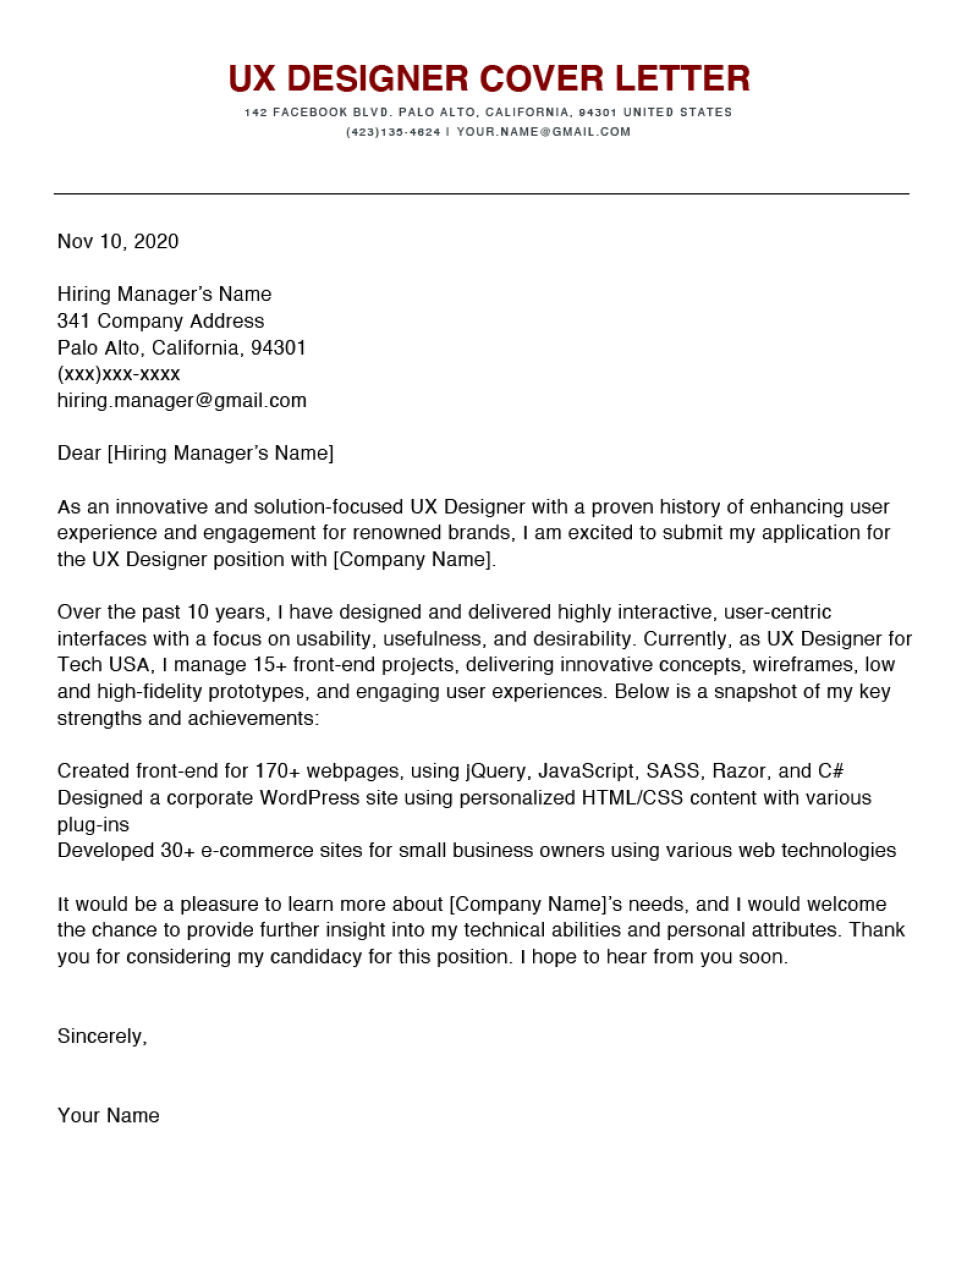 UX DESIGNER COVER LETTER
142 FACEBOOK BLVD. PALO ALTO, CALIFORNIA, 94301 UNITED STATES
(423)135-4624 | YOUR.NAME@GMAIL.COM
Nov 10, 2020
Hiring Manager’s Name
341 Company Address
Palo Alto, California, 94301
(xxx)xxx-xxxx
hiring.manager@gmail.com
Dear [Hiring Manager’s Name]
As an innovative and solution-focused UX Designer with a proven history of enhancing user
experience and engagement for renowned brands, I am excited to submit my application for
the UX Designer position with [Company Name].
Over the past 10 years, I have designed and delivered highly interactive, user-centric
interfaces with a focus on usability, usefulness, and desirability. Currently, as UX Designer for
Tech USA, I manage 15+ front-end projects, delivering innovative concepts, wireframes, low
and high-fidelity prototypes, and engaging user experiences. Below is a snapshot of my key
strengths and achievements:
Created front-end for 170+ webpages, using jQuery, JavaScript, SASS, Razor, and C#
Designed a corporate WordPress site using personalized HTML/CSS content with various
plug-ins
Developed 30+ e-commerce sites for small business owners using various web technologies
It would be a pleasure to learn more about [Company Name]’s needs, and I would welcome
the chance to provide further insight into my technical abilities and personal attributes. Thank
you for considering my candidacy for this position. I hope to hear from you soon.
Sincerely,
Your Name